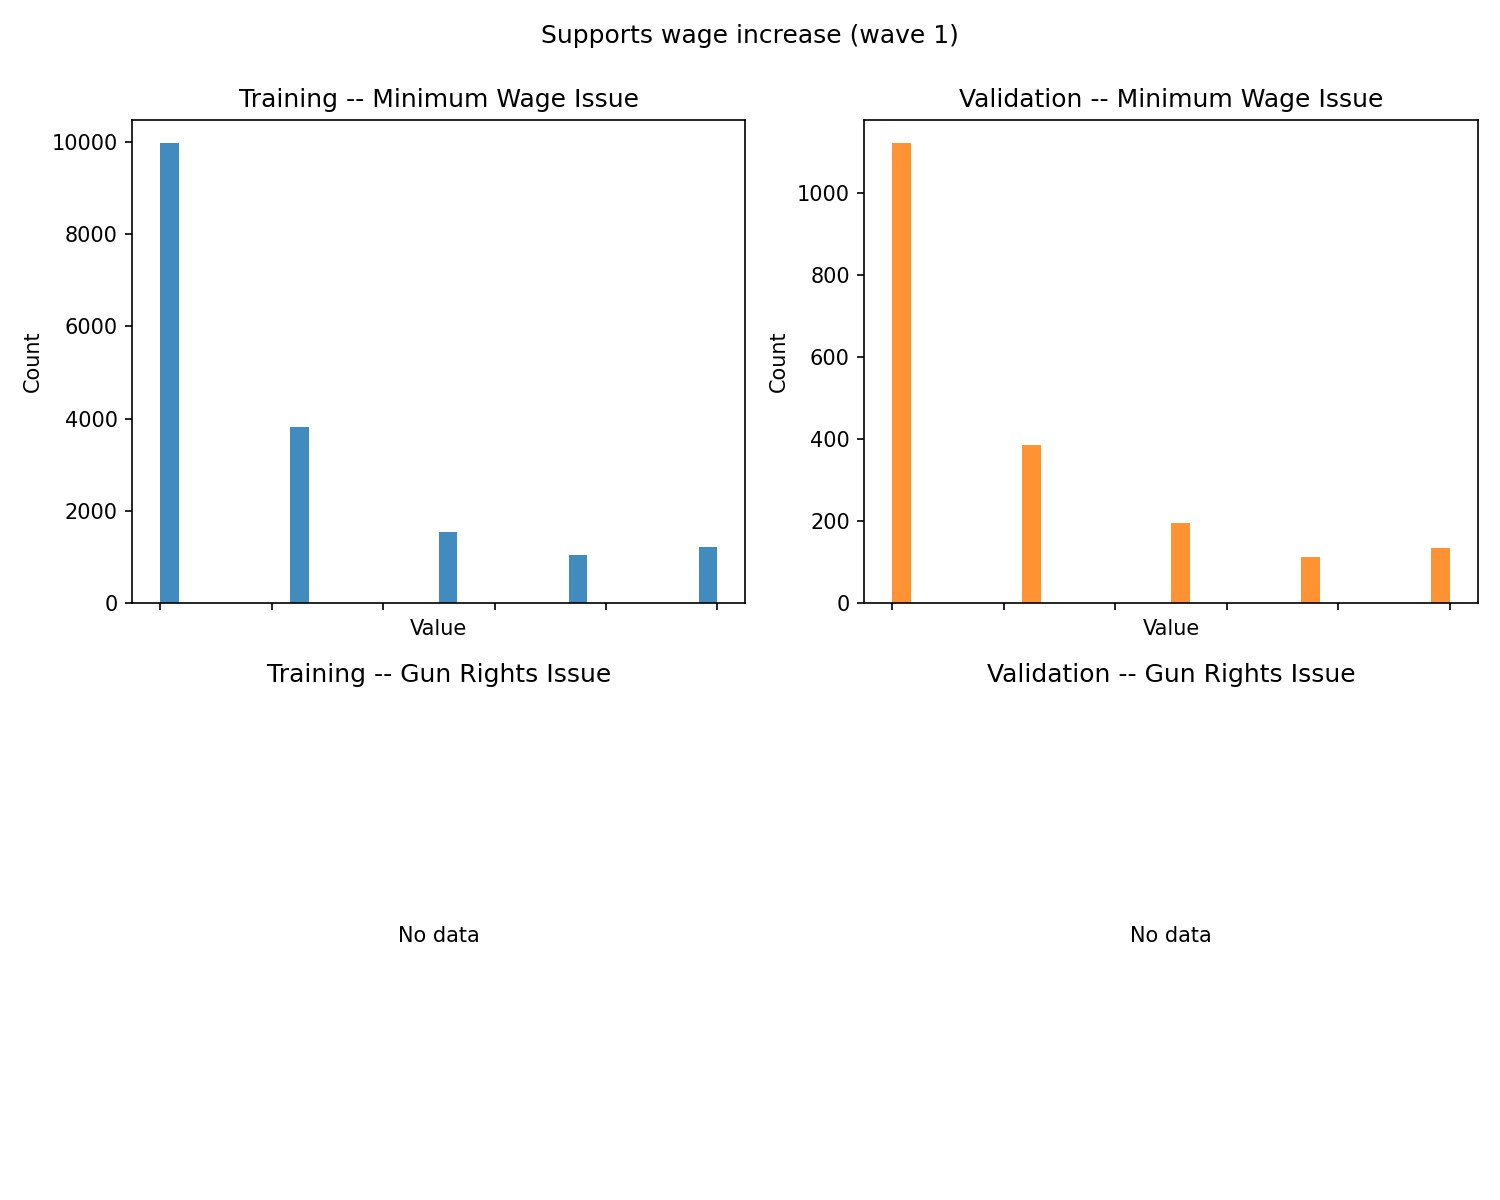 Supports wage increase (wave 1)
Training -- Minimum Wage Issue
10000
8000
6000
4000
2000
0
Count
Value
Validation -- Minimum Wage Issue
1000
800
600
400
200
0
Count
Value
Training -- Gun Rights Issue
No data
Validation -- Gun Rights Issue
No data